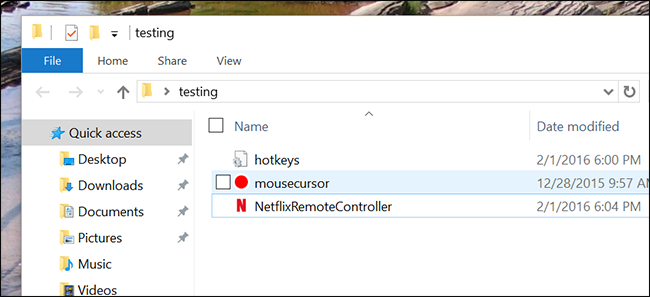 testing
File Home Share View
testing
Quick access
Desktop
Downloads
Documents
Pictures
Music
Videos
Name Date modified
hotkeys 2/1/2016 6:00 PM
mousecursor 12/28/2015 9:57 AM
N NetflixRemoteController 2/1/2016 6:04 PM